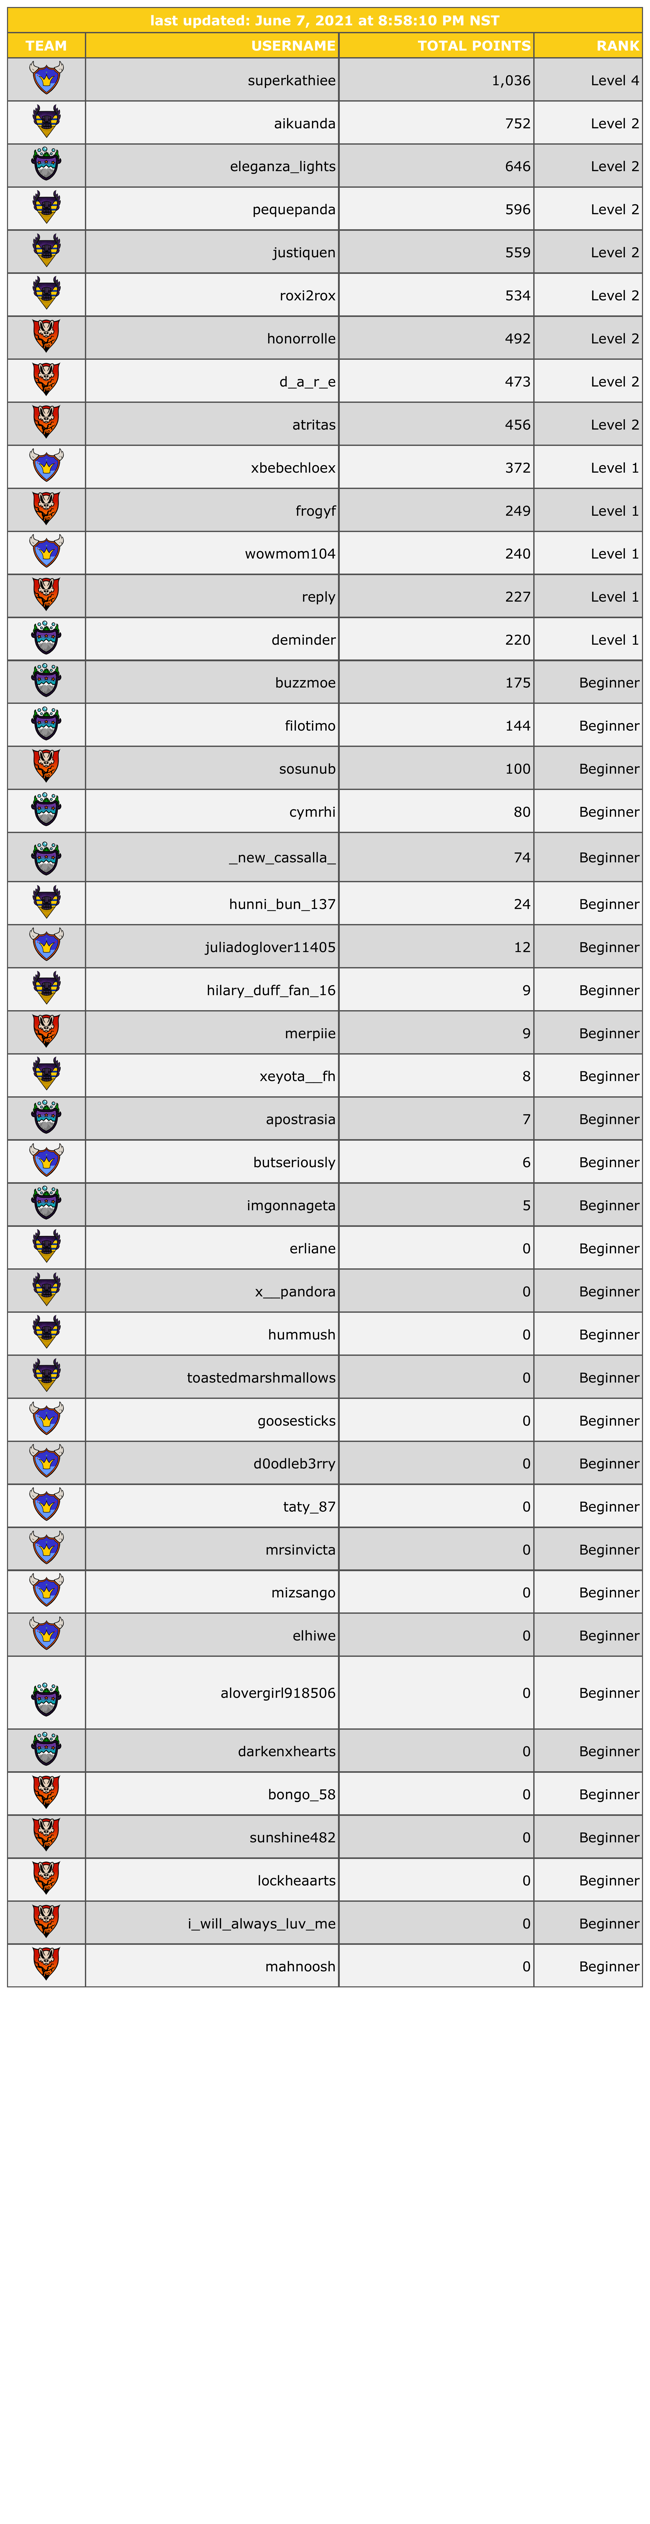 last updated: June 7, 2021 at 8:58:10 PM NST
TEAM USERNAME TOTAL POINTS RANK
superkathiee 1,036 Level 4
aikuanda 752 Level 2
eleganza_lights 646 Level 2
pequepanda 596 Level 2
justiquen 559 Level 2
roxi2rox 534 Level 2
honorrolle 492 Level 2
d_a_r_e 473 Level 2
atritas 456 Level 2
xbebechloex 372 Level 1
frogyf 249 Level 1
wowmom104 240 Level 1
reply 227 Level 1
deminder 220 Level 1
buzzmoe 175 Beginner
filotimo 144 Beginner
sosunub 100 Beginner
cymrhi 80 Beginner
_new_cassalla_ 74 Beginner
hunni_bun_137 24 Beginner
juliadoglover11405 12 Beginner
hilary_duff_fan_16 9 Beginner
merpiie 9 Beginner
xeyota__fh 8 Beginner
apostrasia 7 Beginner
butseriously 6 Beginner
imgonnageta 5 Beginner
erliane 0 Beginner
x__pandora 0 Beginner
hummush 0 Beginner
toastedmarshmallows 0 Beginner
goosesticks 0 Beginner
d0odleb3rry 0 Beginner
taty_87 0 Beginner
mrsinvicta 0 Beginner
mizsango 0 Beginner
elhiwe 0 Beginner
alovergirl918506 0 Beginner
darkenxhearts 0 Beginner
bongo_58 0 Beginner
sunshine482 0 Beginner
lockheaarts 0 Beginner
i_will_always_luv_me 0 Beginner
mahnoosh 0 Beginner